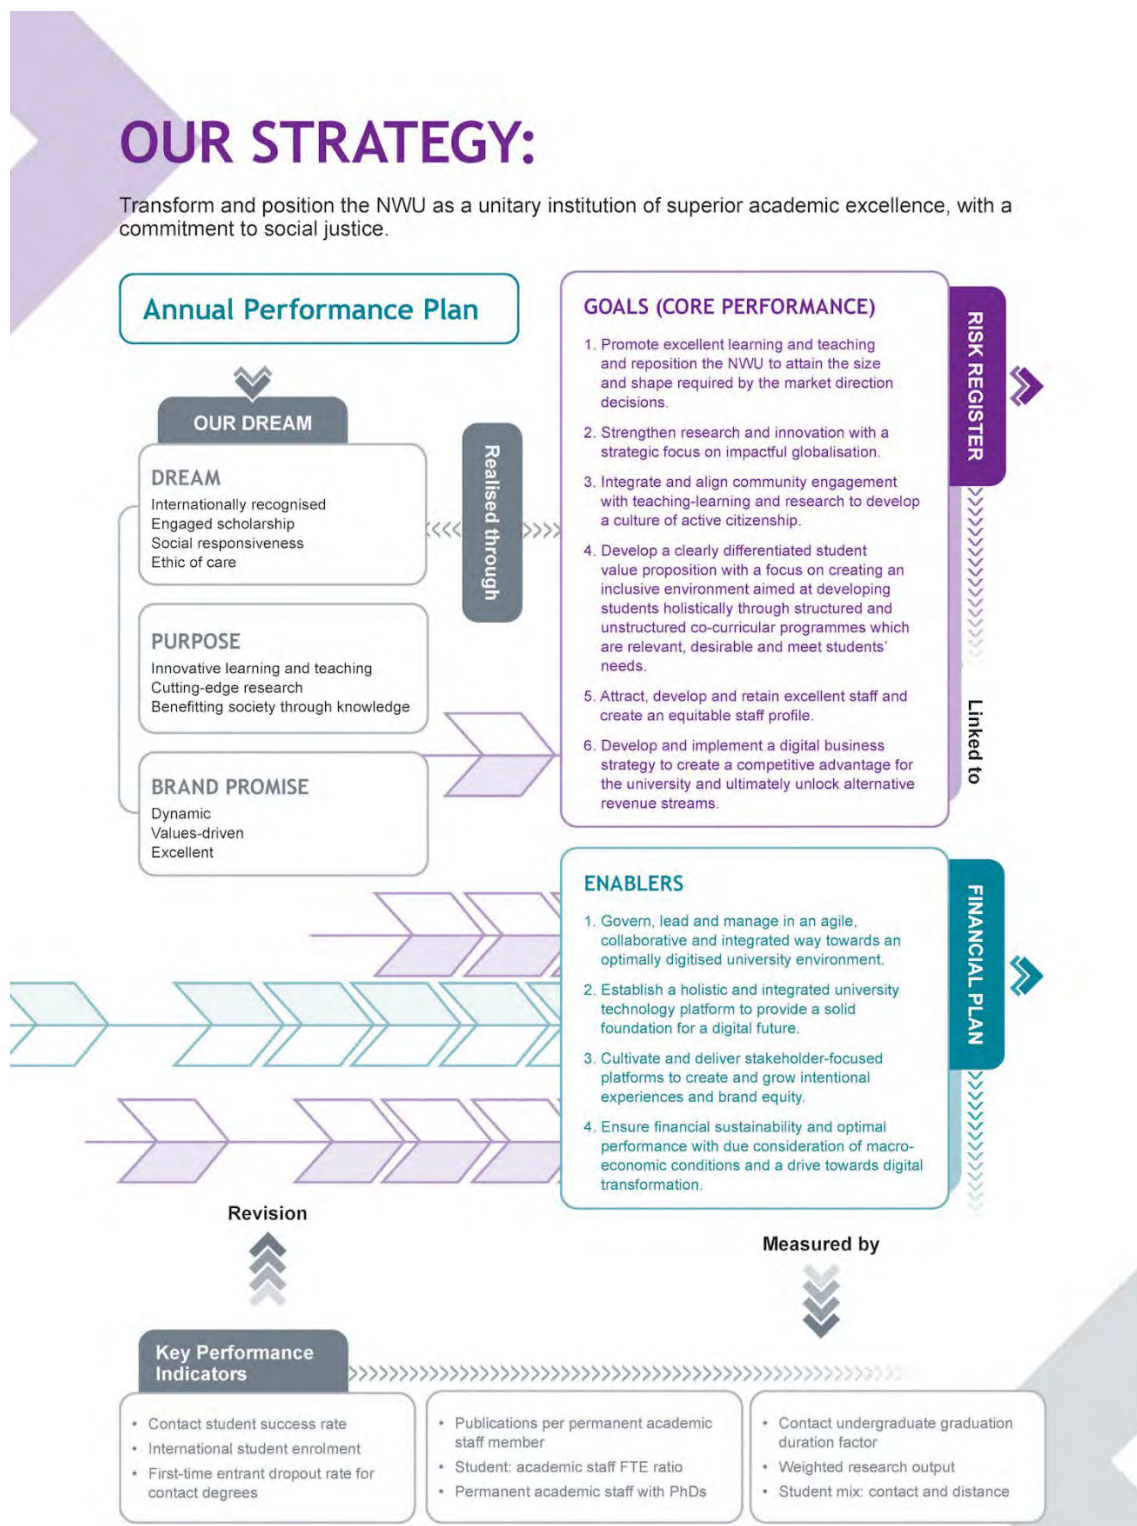 OUR STRATEGY:
Transform and position the NWU as a unitary institution of superior academic excellence, with a
commitment to social justice.
Annual Performance Plan
OUR DREAM
DREAM
Internationally recognised
Engaged scholarship
Social responsiveness
Ethic of care
PURPOSE
Innovative learning and teaching
Cutting-edge research
Benefitting society through knowledge
BRAND PROMISE
Dynamic
Values-driven
Excellent
Realised through
GOALS (CORE PERFORMANCE)
1. Promote excellent learning and teaching
and reposition the NWU to attain the size
and shape required by the market direction
decisions.
2. Strengthen research and innovation with a
strategic focus on impactful globalisation.
3. Integrate and align community engagement
with teaching-learning and research to develop
a culture of active citizenship.
4. Develop a clearly differentiated student
value proposition with a focus on creating an
inclusive environment aimed at developing
students holistically through structured and
unstructured co-curricular programmes which
are relevant, desirable and meet students'
needs.
5. Attract, develop and retain excellent staff and
create an equitable staff profile.
6. Develop and implement a digital business
strategy to create a competitive advantage for
the university and ultimately unlock alternative
revenue streams.
RISK REGISTER
Linked to
ENABLERS
1. Govern, lead and manage in an agile,
collaborative and integrated way towards an
optimally digitised university environment.
2. Establish a holistic and integrated university
technology platform to provide a solid
foundation for a digital future.
3. Cultivate and deliver stakeholder-focused
platforms to create and grow intentional
experiences and brand equity.
4. Ensure financial sustainability and optimal
performance with due consideration of macro-
economic conditions and a drive towards digital
transformation.
FINANCIAL PLAN
Revision
Measured by
Key Performance
Indicators
• Contact student success rate
• International student enrolment
• First-time entrant dropout rate for
contact degrees
• Publications per permanent academic
staff member
• Student: academic staff FTE ratio
• Permanent academic staff with PhDs
• Contact undergraduate graduation
duration factor
• Weighted research output
• Student mix: contact and distance